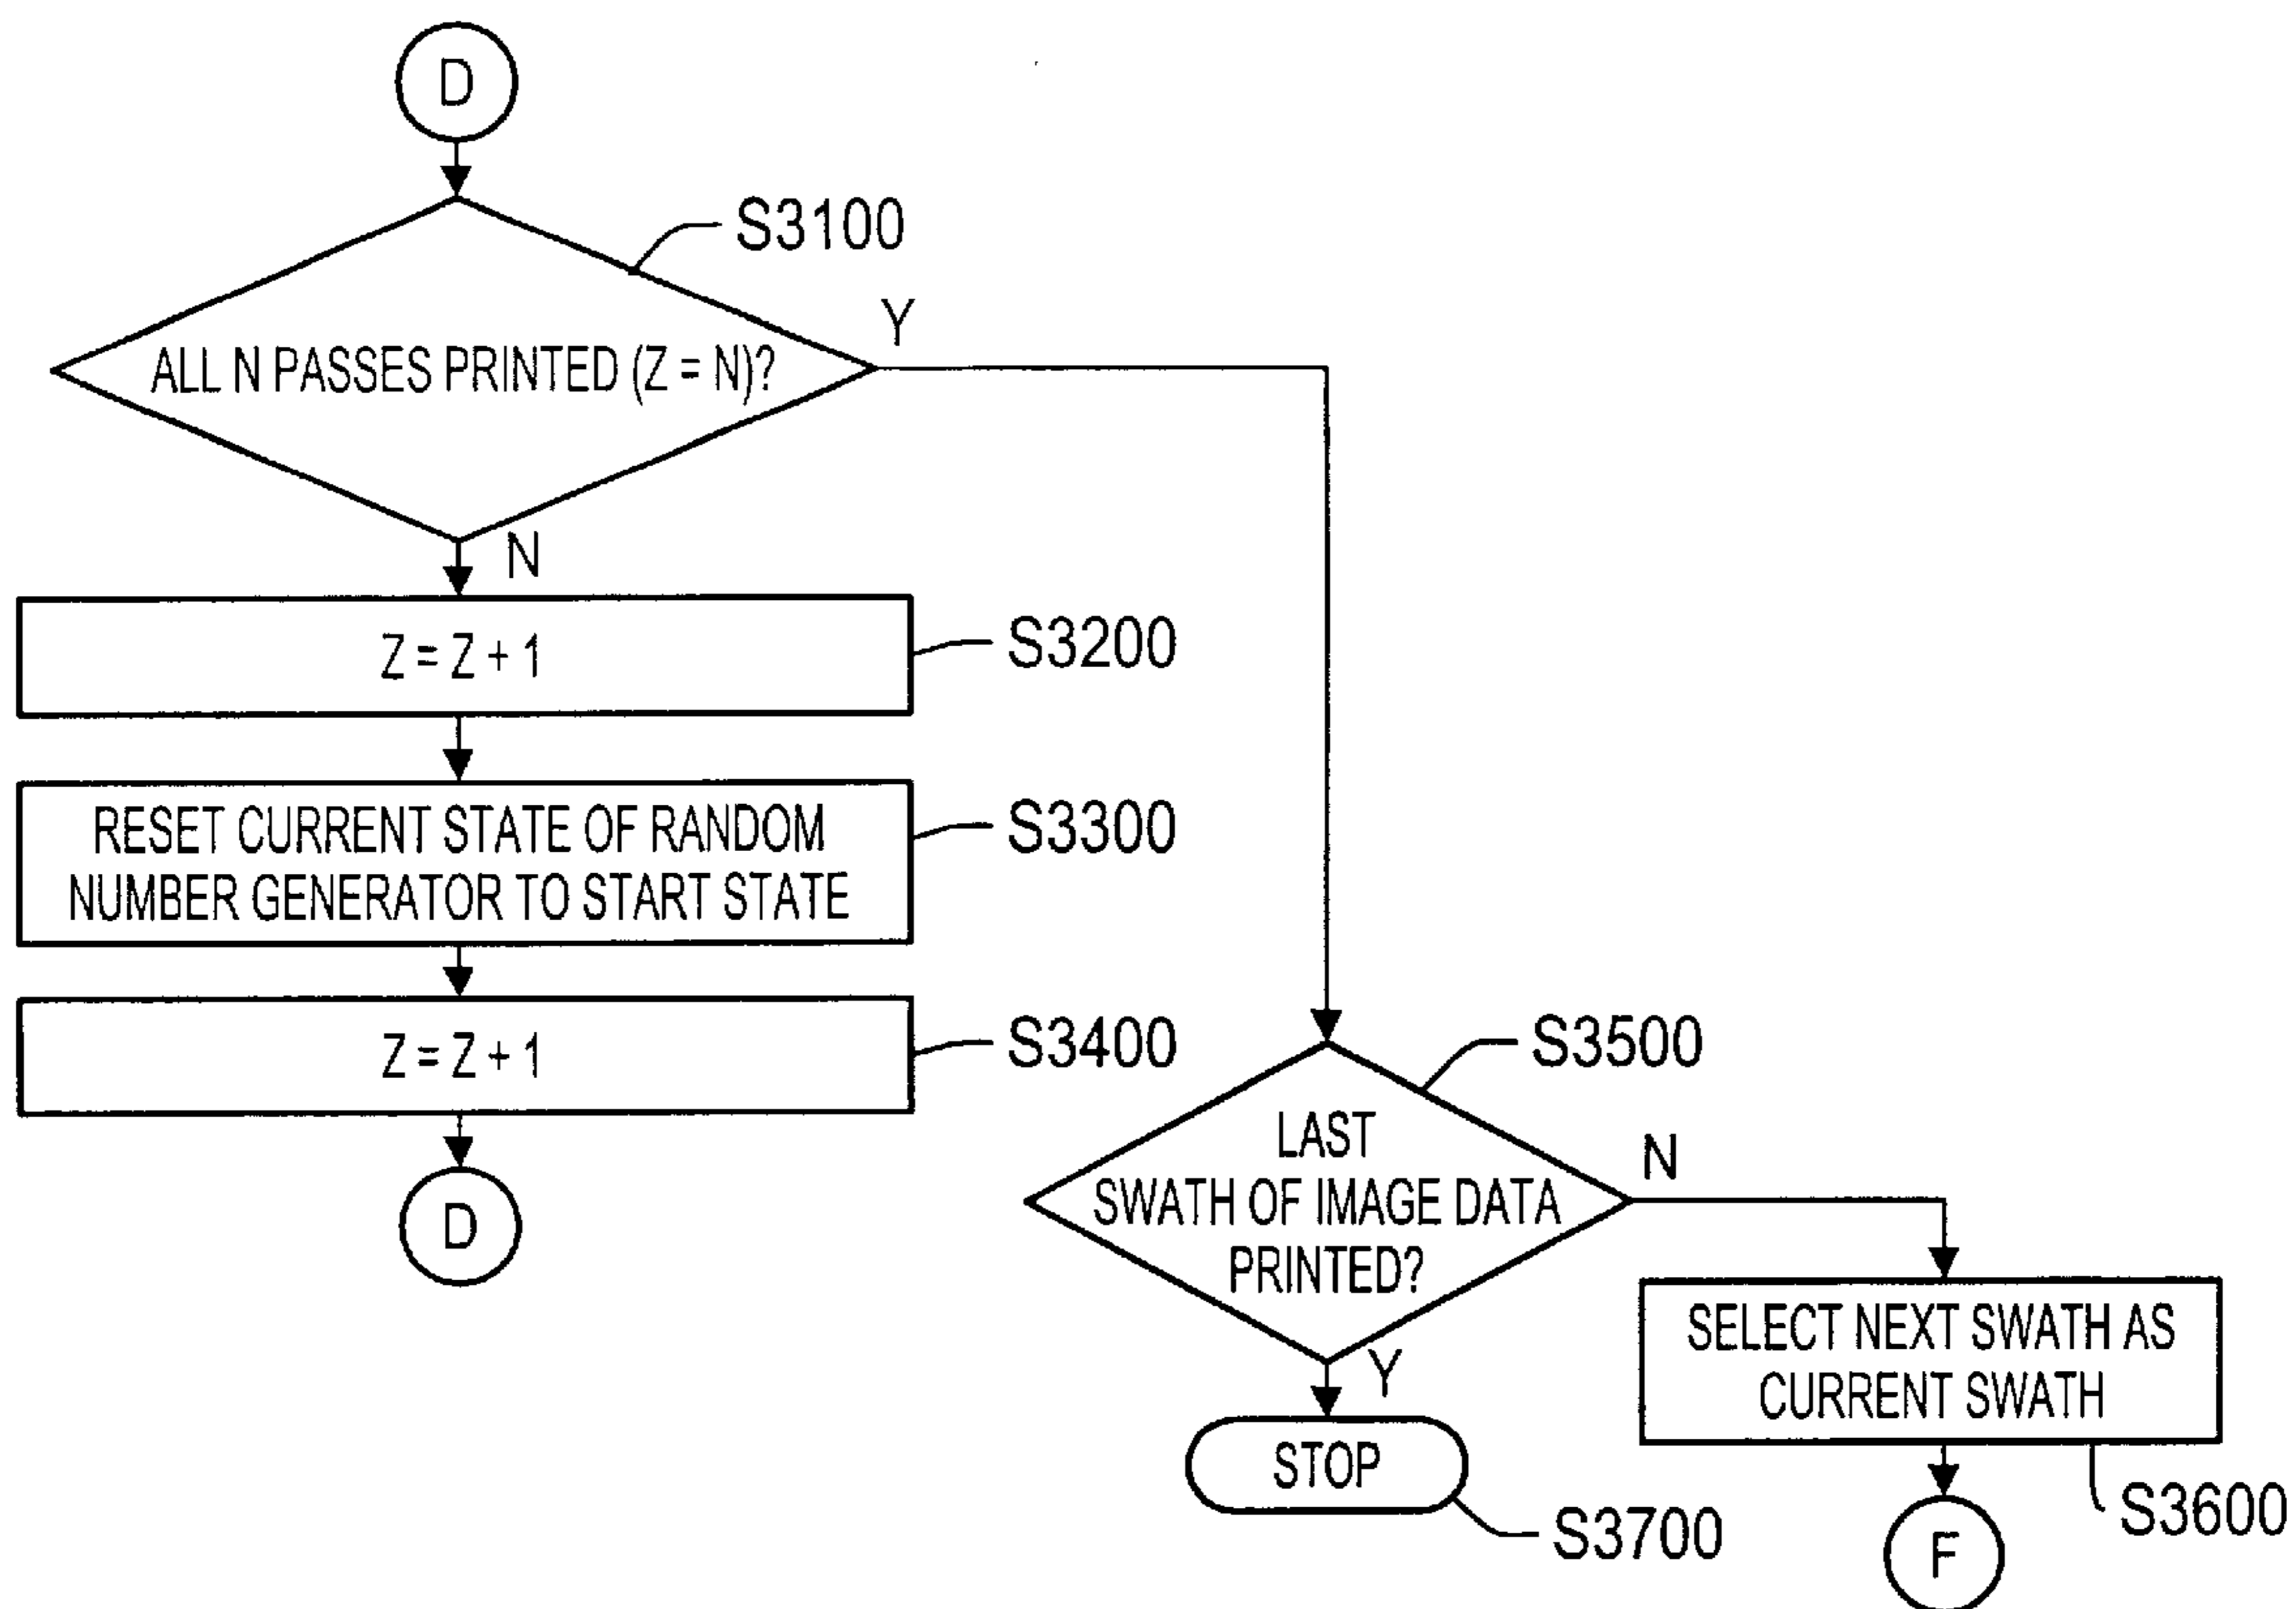 D
S3100
Y
ALL N PASSES PRINTED (Z = N)?
N
Z = Z + 1
S3200
RESET CURRENT STATE OF RANDOM
NUMBER GENERATOR TO START STATE
S3300
Z = Z + 1
S3400
D
S3500
LAST
SWATH OF IMAGE DATA
PRINTED?
N
Y
SELECT NEXT SWATH AS
CURRENT SWATH
STOP
S3700
S3600
F